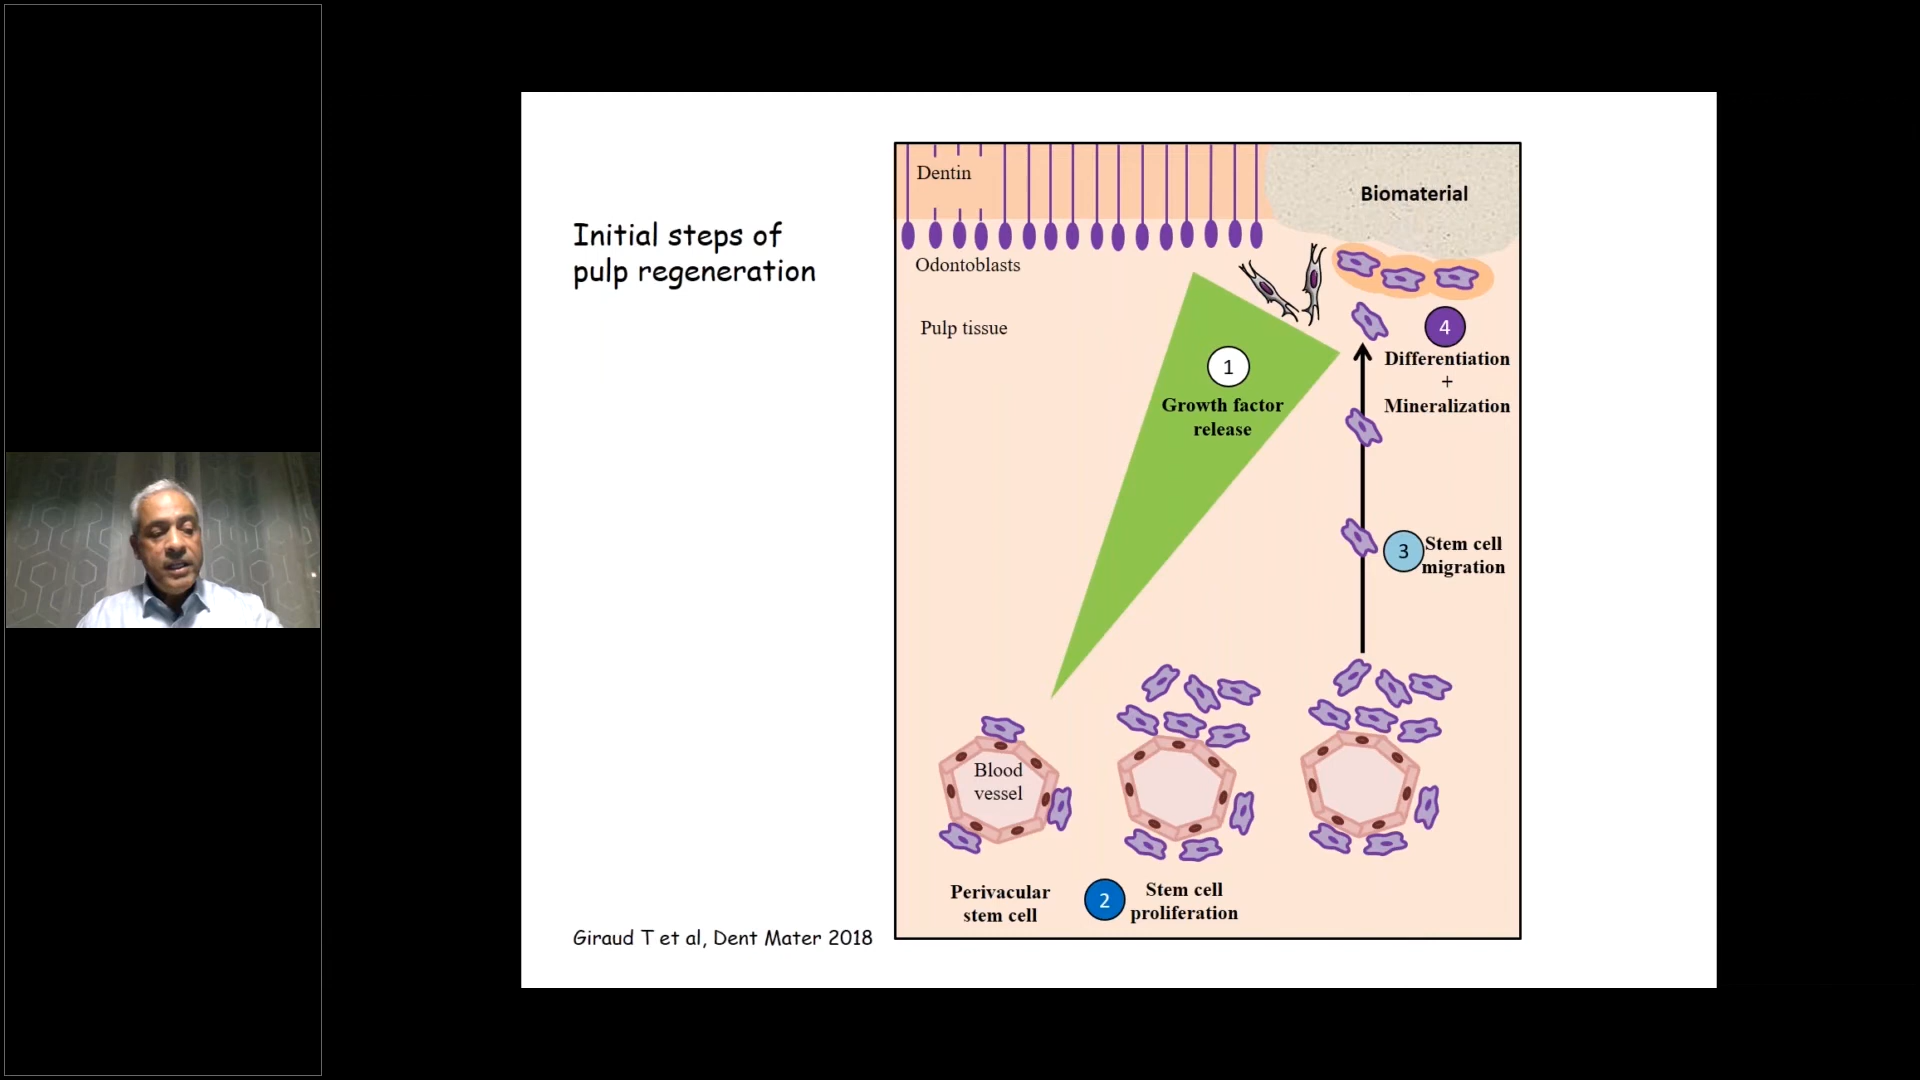 Initial steps of
pulp regeneration
Dentin
Biomaterial
Odontoblasts
Pulp tissue
1
Growth factor
release
4
Differentiation
+
Mineralization
3
Stem cell
migration
Blood
vessel
Perivacular
stem cell
2
Stem cell
proliferation
Giraud T et al, Dent Mater 2018